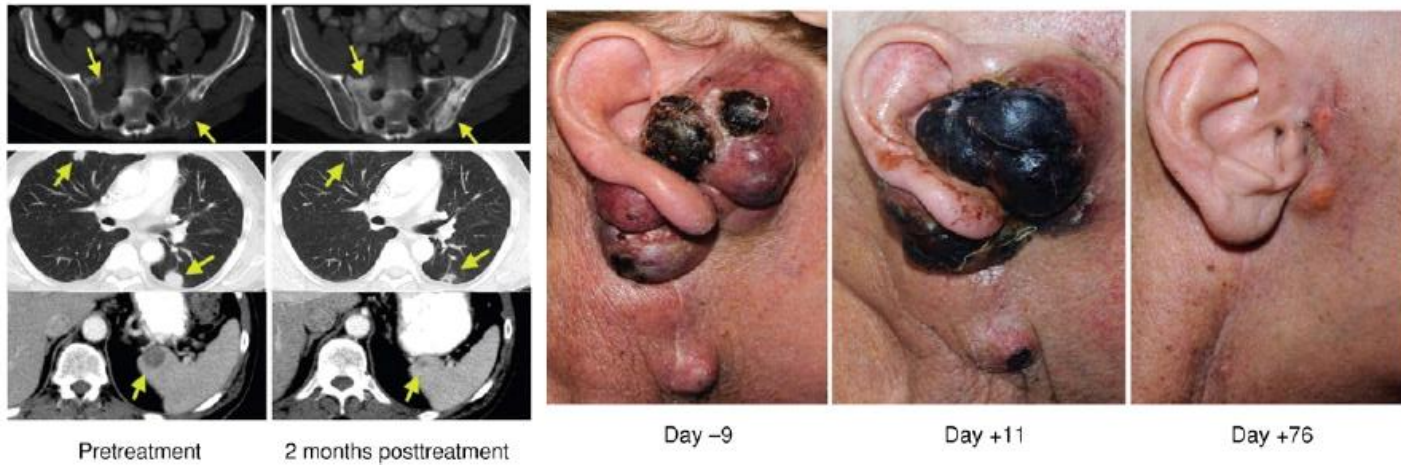 Pretreatment
2 months posttreatment
Day –9
Day +11
Day +76